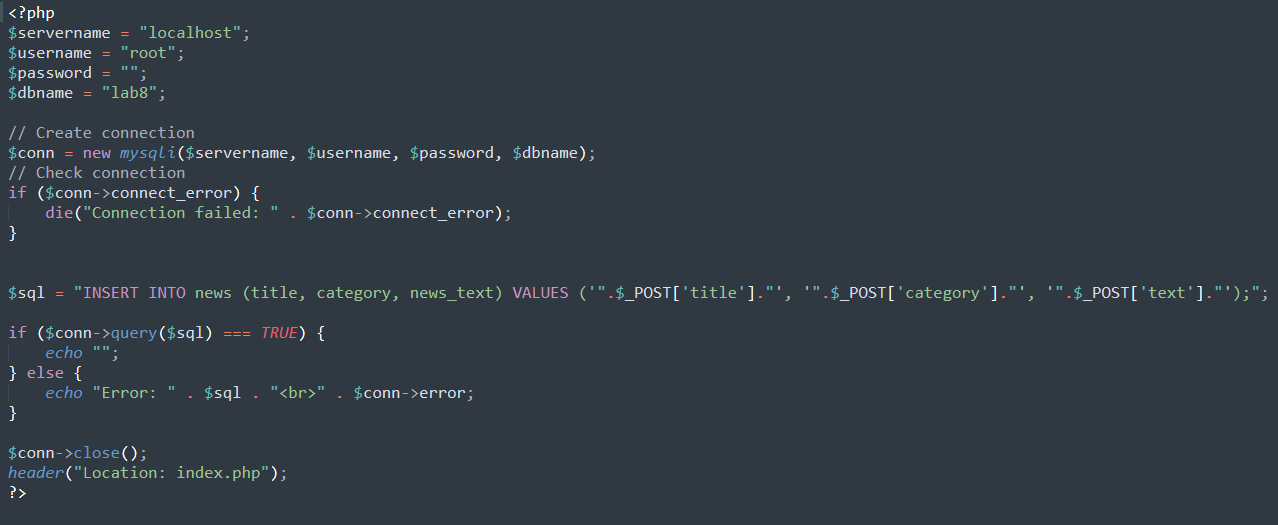 <?php
$servername = "localhost";
$username = "root";
$password = "";
$dbname = "lab8";
// Create connection
$conn = new mysqli($servername, $username, $password, $dbname);
// Check connection
if ($conn->connect_error) {
    die("Connection failed: " . $conn->connect_error);
}
$sql = "INSERT INTO news (title, category, news_text) VALUES ('".$_POST['title']."', '".$_POST['category']."', '".$_POST['text']."');";
if ($conn->query($sql) === TRUE) {
    echo "";
} else {
    echo "Error: " . $sql . "<br>" . $conn->error;
}
$conn->close();
header("Location: index.php");
?>